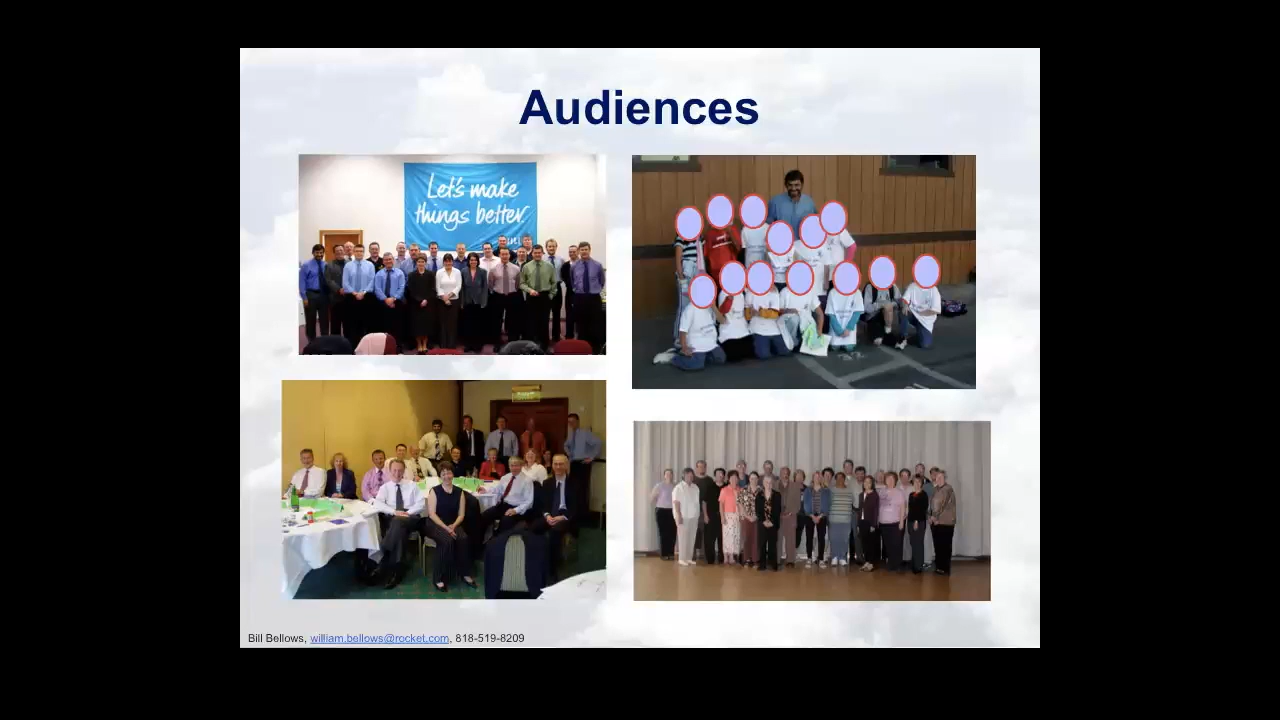 Audiences
Let's make
things better.
Bill Bellows, william.bellows@rocket.com, 818-519-8209